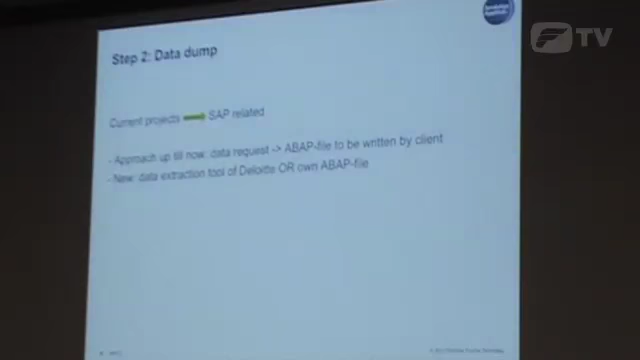 TV
Step 2: Data dump
Current projects SAP related
- Approach up till now: data request -> ABAP-file to be written by client
- New: data extraction tool of Deloitte OR own ABAP-file